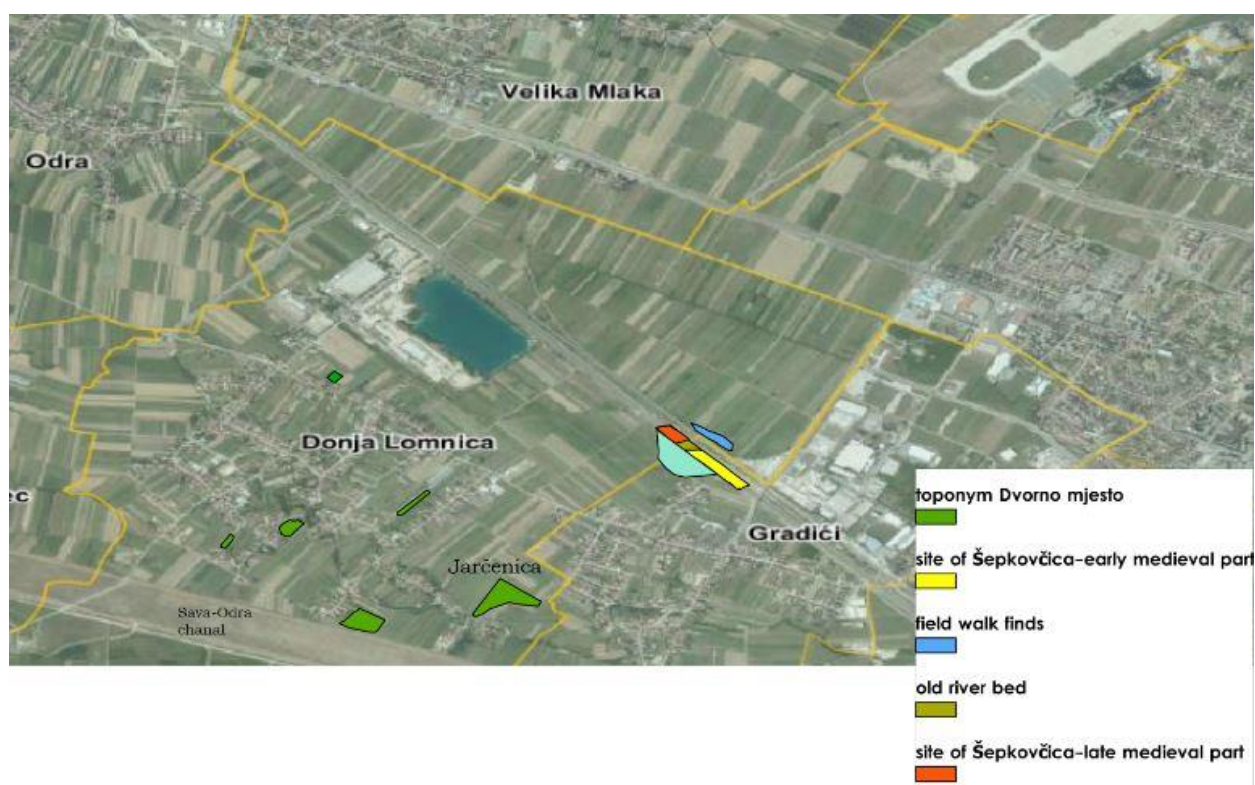 Velika Mlaka
Odra
Donja Lomnica
ec
Gradići
Jarčenica
Sava-Odra
chanal
toponym Dvorno mjesto
site of Šepkovčica-early medieval part
field walk finds
old river bed
site of Šepkovčica-late medieval part